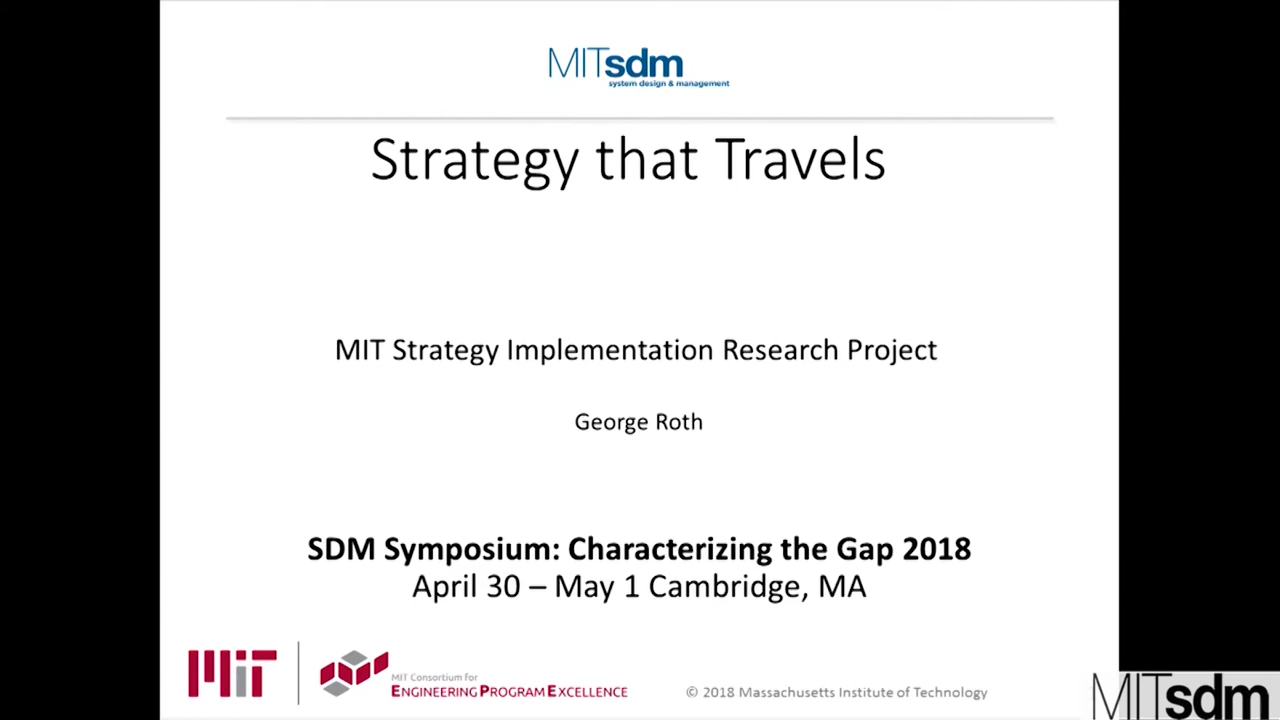 MITsdm
system design & management
Strategy that Travels
MIT Strategy Implementation Research Project
George Roth
SDM Symposium: Characterizing the Gap 2018
April 30 – May 1 Cambridge, MA
MIT
MIT Consortium for
ENGINEERING PROGRAM EXCELLENCE
© 2018 Massachusetts Institute of Technology
MITsdm